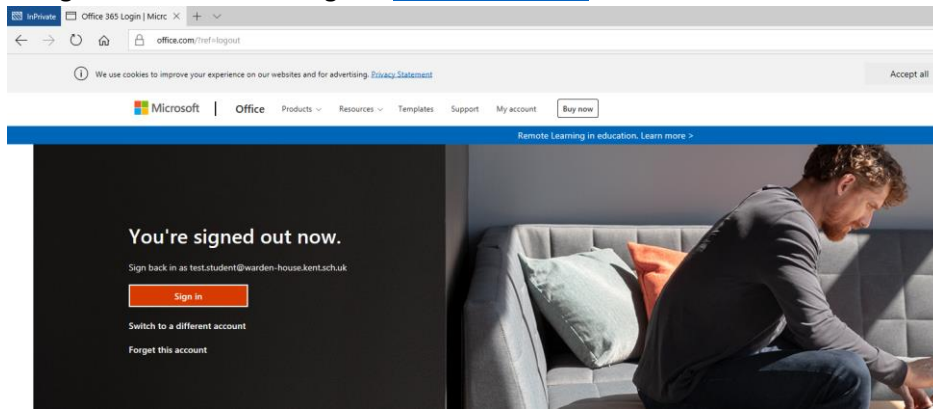 InPrivate Office 365 Login | Micrc
office.com/?ref=logout
We use cookies to improve your experience on our websites and for advertising. Privacy Statement Accept all
Microsoft Office Products Resources Templates Support My account Buy now
Remote Learning in education. Learn more >
You're signed out now.
Sign back in as test.student@warden-house.kent.sch.uk
Sign in
Switch to a different account
Forget this account